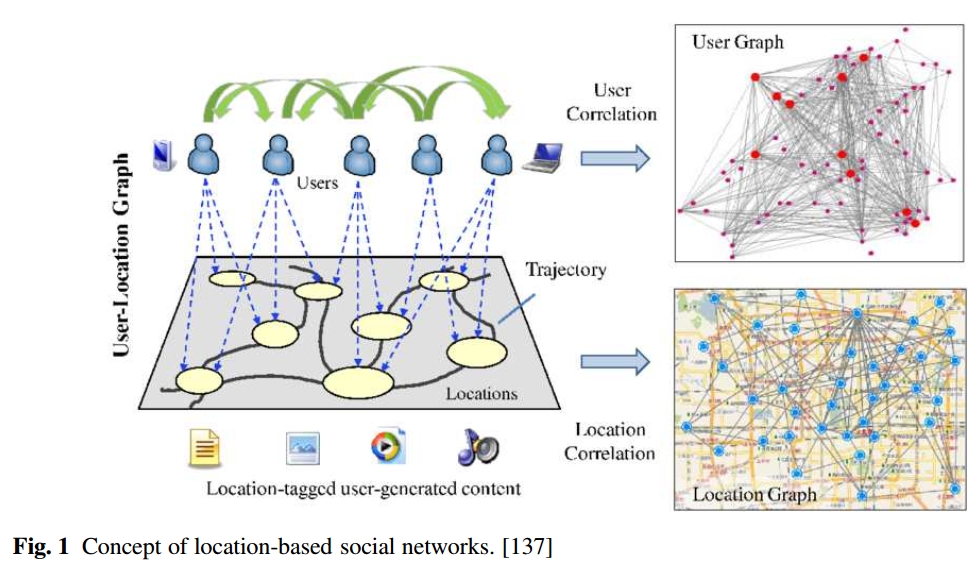 User Graph
User
Correlation
Users
User-Location Graph
Trajectory
Locations
Location
Correlation
Location Graph
Location-tagged user-generated content
Fig. 1 Concept of location-based social networks. [137]